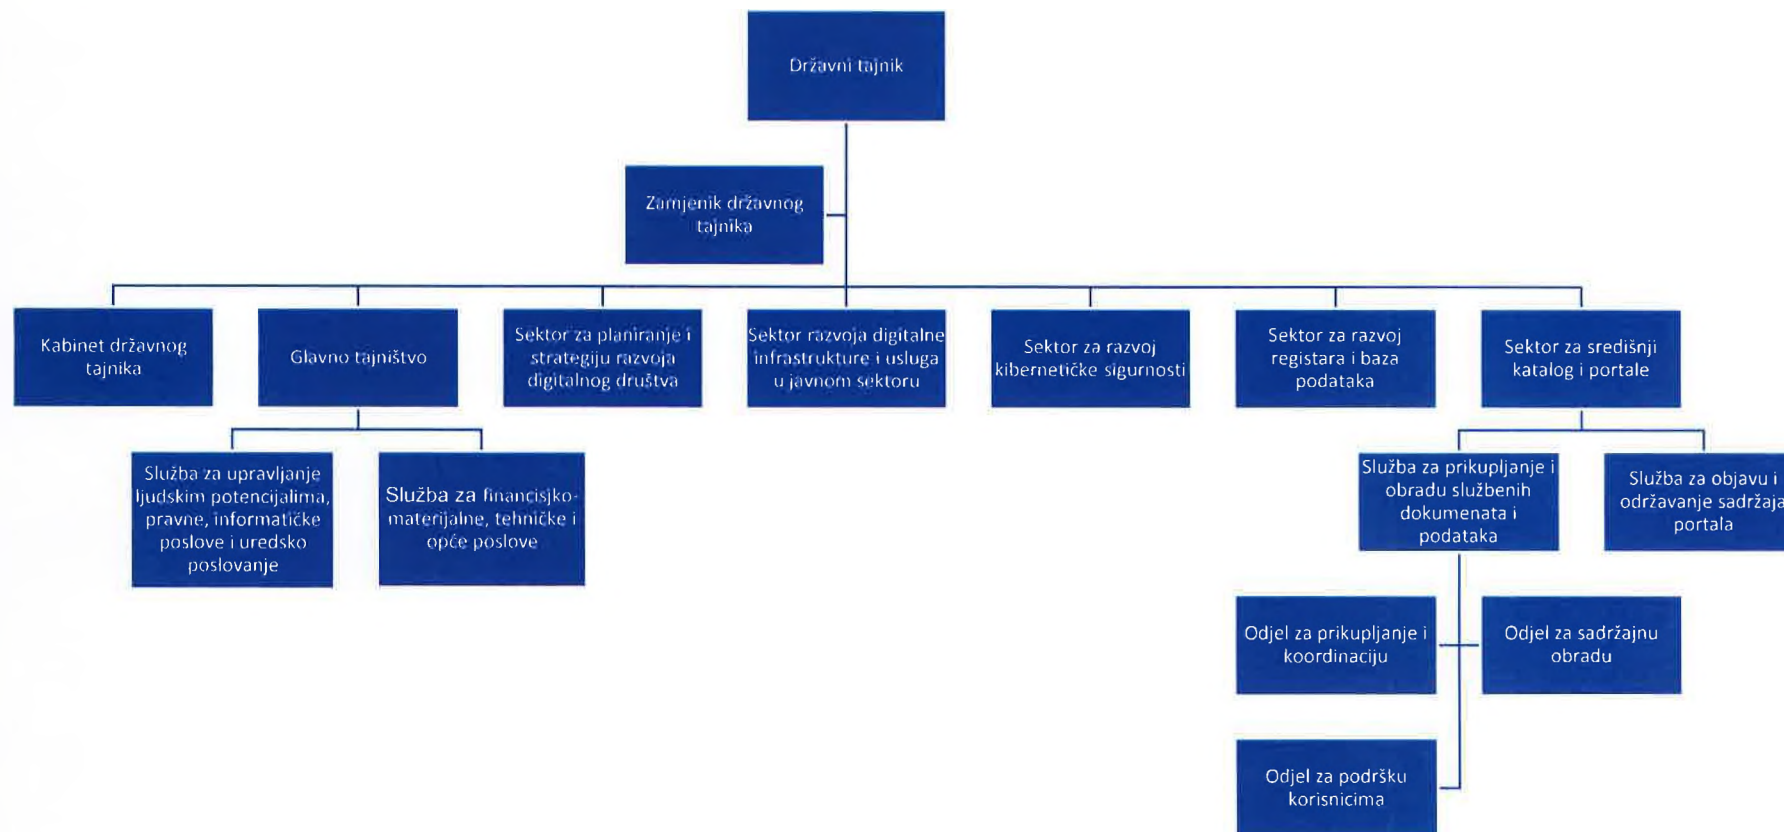 Državni tajnik
Zamjenik državnog
tajnika
Kabinet državnog
tajnika
Glavno tajništvo
Sektor za planiranje i
strategiju razvoja
digitalnog društva
Sektor razvoja digitalne
infrastrukture i usluga
u javnom sektoru
Sektor za razvoj
kibernetičke sigurnosti
Sektor za razvoj
registara i baza
podataka
Sektor za središnji
katalog i portale
Služba za upravljanje
ljudskim potencijalima,
pravne, informatičke
poslove i uredsko
poslovanje
Služba za financisjko-
materijalne, tehničke i
opće poslove
Služba za prikupljanje i
obradu službenih
dokumenata i
podataka
Služba za objavu i
održavanje sadržaja
portala
Odjel za prikupljanje i
koordinaciju
Odjel za sadržajnu
obradu
Odjel za podršku
korisnicima